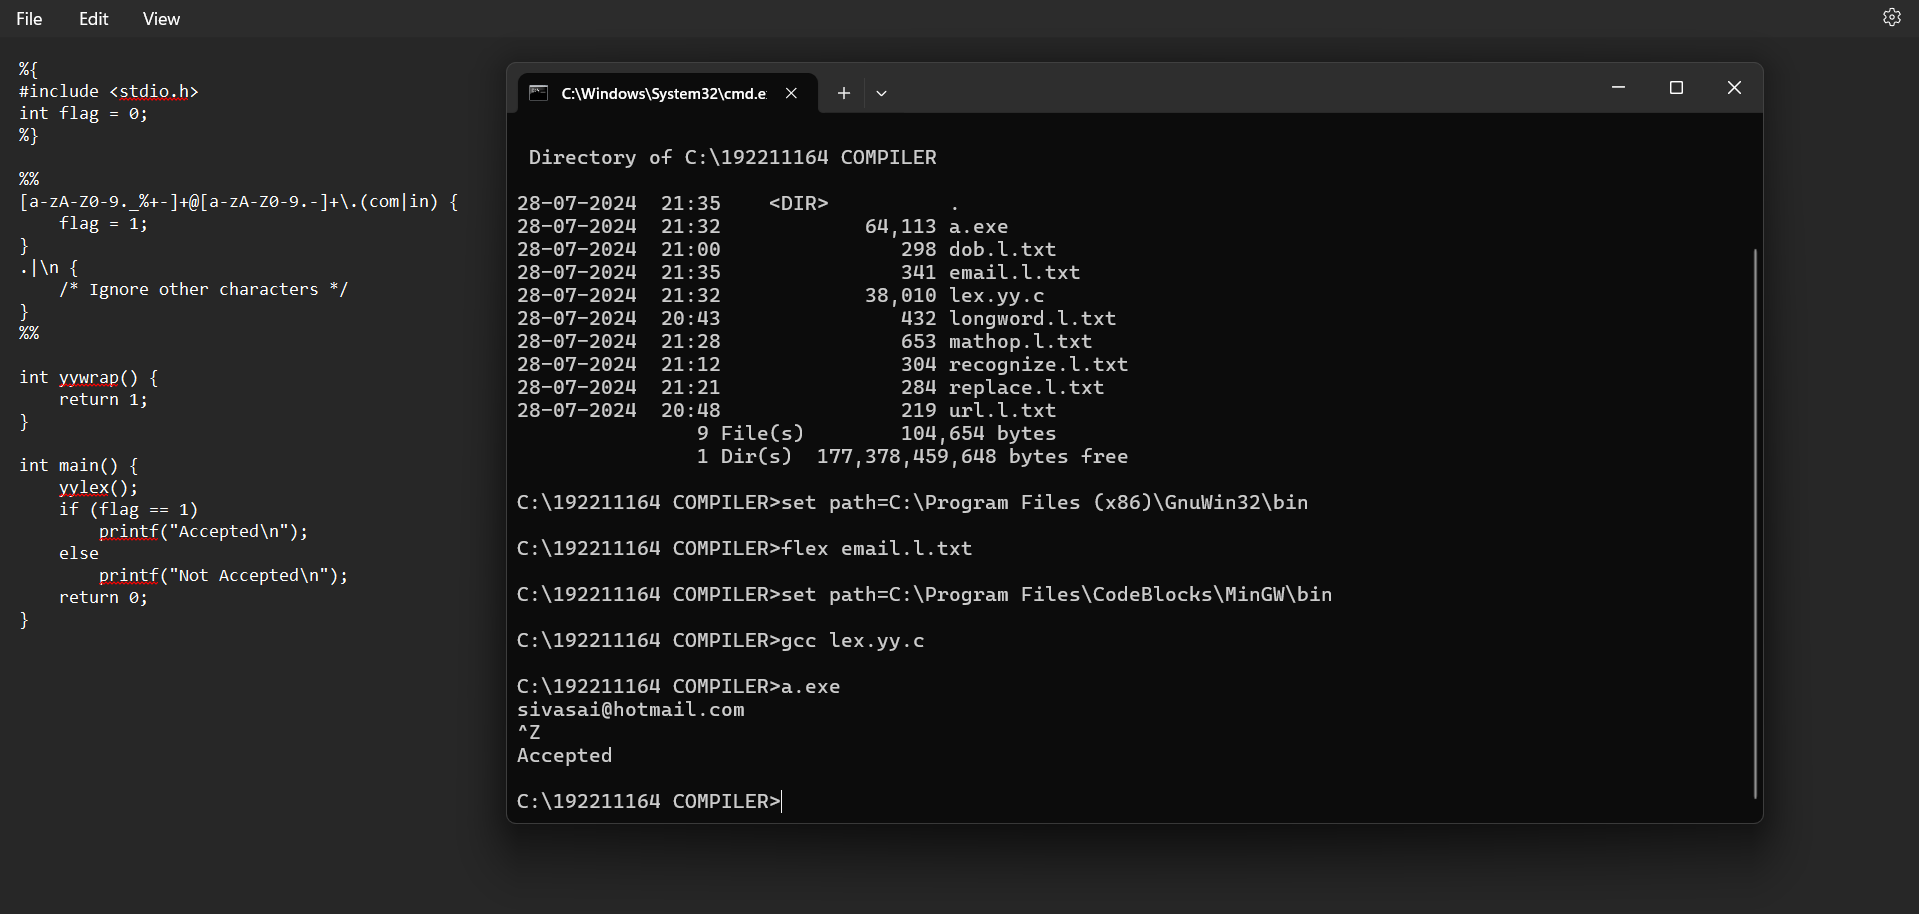 File Edit View
%{
#include <stdio.h>
int flag = 0;
%}
%%
[a-zA-Z0-9._%+-]+@[a-zA-Z0-9.-]+\.(com|in) {
    flag = 1;
}
.|\n {
    /* Ignore other characters */
}
%%
int yywrap() {
    return 1;
}
int main() {
    yylex();
    if (flag == 1)
        printf("Accepted\n");
    else
        printf("Not Accepted\n");
    return 0;
}
C:\Windows\System32\cmd.e
 Directory of C:\192211164 COMPILER
28-07-2024  21:35    <DIR>          .
28-07-2024  21:32            64,113 a.exe
28-07-2024  21:00               298 dob.l.txt
28-07-2024  21:35               341 email.l.txt
28-07-2024  21:32            38,010 lex.yy.c
28-07-2024  20:43               432 longword.l.txt
28-07-2024  21:28               653 mathop.l.txt
28-07-2024  21:12               304 recognize.l.txt
28-07-2024  21:21               284 replace.l.txt
28-07-2024  20:48               219 url.l.txt
               9 File(s)        104,654 bytes
               1 Dir(s)  177,378,459,648 bytes free
C:\192211164 COMPILER>set path=C:\Program Files (x86)\GnuWin32\bin
C:\192211164 COMPILER>flex email.l.txt
C:\192211164 COMPILER>set path=C:\Program Files\CodeBlocks\MinGW\bin
C:\192211164 COMPILER>gcc lex.yy.c
C:\192211164 COMPILER>a.exe
sivasai@hotmail.com
^Z
Accepted
C:\192211164 COMPILER>